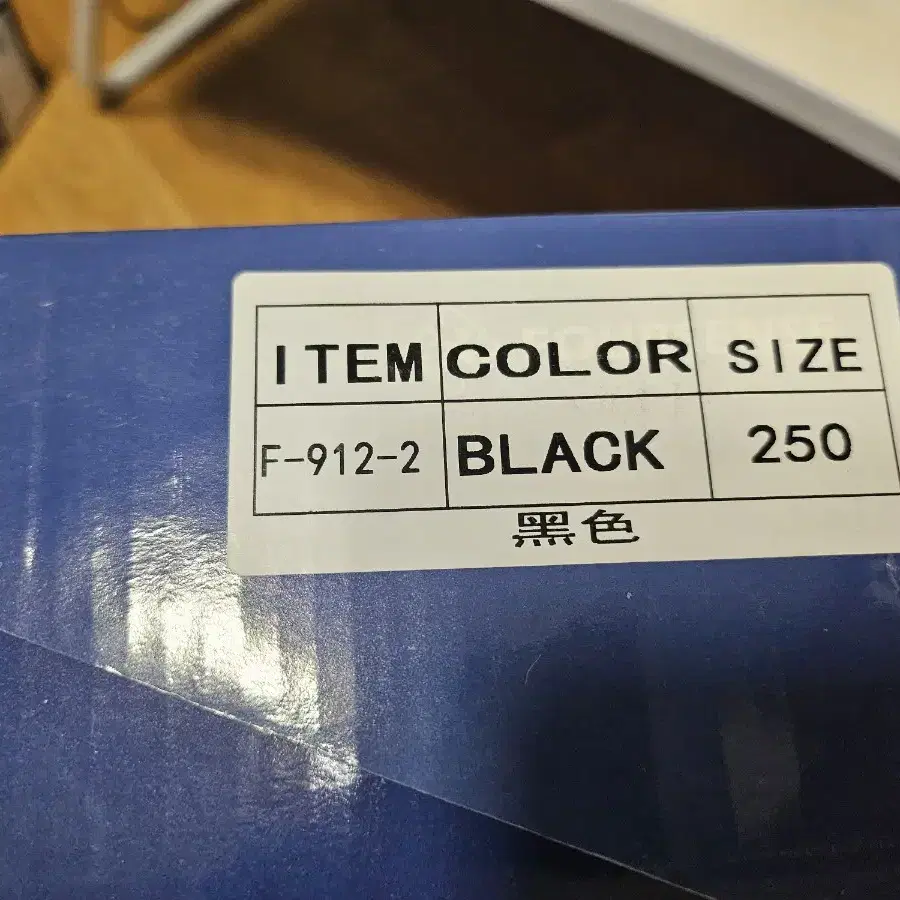 ITEM COLOR SIZE
F-912-2 BLACK 250
黑色